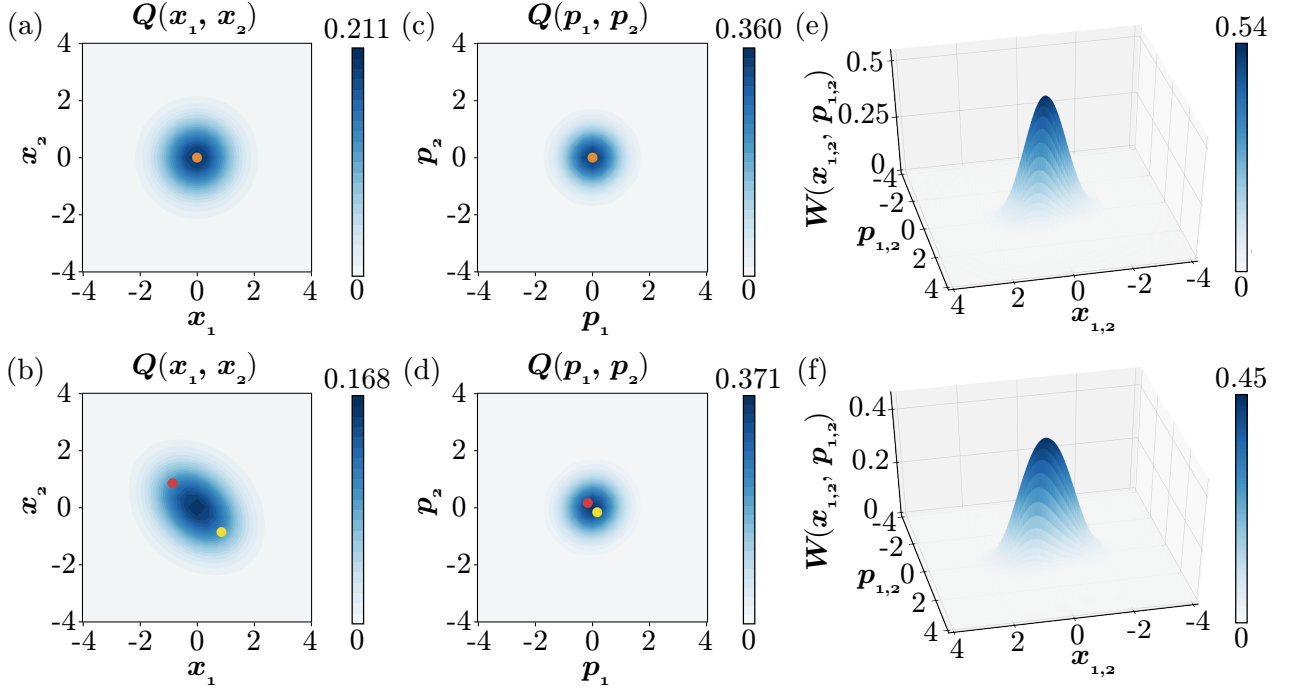 (a) Q(x₁, x₂) 0.211
4
2
0
-2
-4
x₂
-4 -2 0 2 4
x₁
0
(c) Q(p₁, p₂) 0.360
4
2
0
-2
-4
p₂
-4 -2 0 2 4
p₁
0
(e) 0.54
0.5
0.25
0
W(x₁,₂, p₁,₂)
-4
-2
0
2
4
p₁,₂
4 2 0 -2 -4
x₁,₂
0
(b) Q(x₁, x₂) 0.168
4
2
0
-2
-4
x₂
-4 -2 0 2 4
x₁
0
(d) Q(p₁, p₂) 0.371
4
2
0
-2
-4
p₂
-4 -2 0 2 4
p₁
0
(f) 0.45
0.4
0.2
0
W(x₁,₂, p₁,₂)
-4
-2
0
2
4
p₁,₂
4 2 0 -2 -4
x₁,₂
0